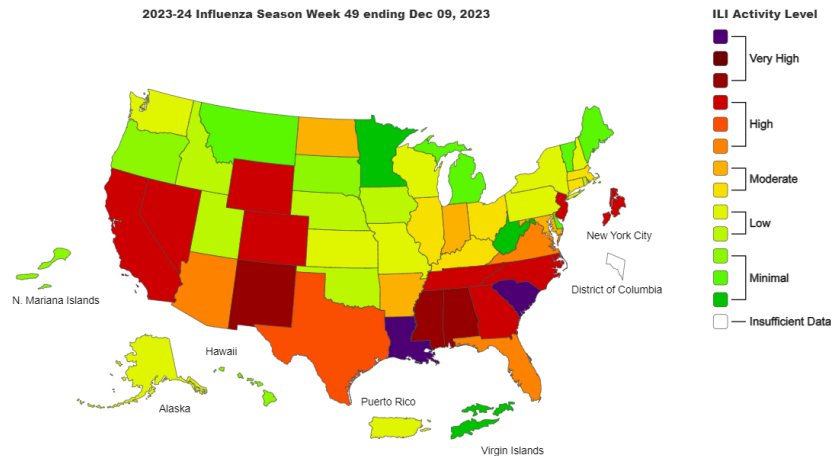 2023-24 Influenza Season Week 49 ending Dec 09, 2023
ILI Activity Level
Very High
High
Moderate
Low
Minimal
Insufficient Data
New York City
District of Columbia
N. Mariana Islands
Hawaii
Alaska
Puerto Rico
Virgin Islands